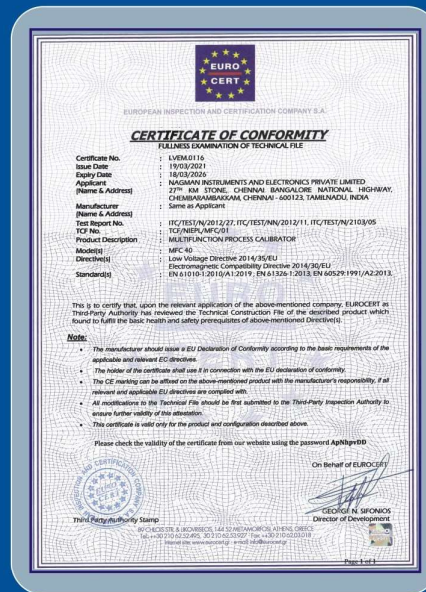 EURO
CERT
EUROPEAN INSPECTION AND CERTIFICATION COMPANY S.A.
CERTIFICATE OF CONFORMITY
FULLNESS EXAMINATION OF TECHNICAL FILE
Certificate No. : LVEM.0116
Issue Date : 19/03/2021
Expiry Date : 18/03/2026
Applicant : NAGMAN INSTRUMENTS AND ELECTRONICS PRIVATE LIMITED
(Name & Address) 27TH KM STONE, CHENNAI BANGALORE NATIONAL HIGHWAY,
CHEMBARAMBAKKAM, CHENNAI - 600123, TAMILNADU, INDIA
Manufacturer : Same as Applicant
(Name & Address)
Test Report No. : ITC/TEST/N/2012/27, ITC/TEST/NN/2012/11, ITC/TEST/N/2103/05
TCF No. : TCF/NIEPL/MFC/01
Product Description : MULTIFUNCTION PROCESS CALIBRATOR
Model(s) : MFC 40
Directive(s) : Low Voltage Directive 2014/35/EU
Electromagnetic Compatibility Directive 2014/30/EU
Standard(s) : EN 61010-1:2010/A1:2019; EN 61326-1:2013, EN 60529:1991/A2:2013.
This is to certify that, upon the relevant application of the above-mentioned company, EUROCERT as
Third-Party Authority has reviewed the Technical Construction File of the described product which
found to fulfill the basic health and safety prerequisites of above-mentioned Directive(s).
Note:
• The manufacturer should issue a EU Declaration of Conformity according to the basic requirements of the
applicable and relevant EC directives.
• The holder of the certificate shall use it in connection with the EU declaration of conformity.
• The CE marking can be affixed on the above-mentioned product with the manufacturer's responsibility, if all
relevant and applicable EU directives are complied with.
• All modifications to the Technical File should be first submitted to the Third-Party Inspection Authority to
ensure further validity of this attestation.
• This certificate is valid only for the product and configuration described above.
Please check the validity of the certificate from our website using the password ApNhpvDD
On Behalf of EUROCERT
GEORGE N. SIFONIOS
Third Party Authority Stamp Director of Development
89 CHLOIS STR. & LIKOVRISEOS, 144 52 METAMORFOSI, ATHENS, GREECE
Page 1 of 1